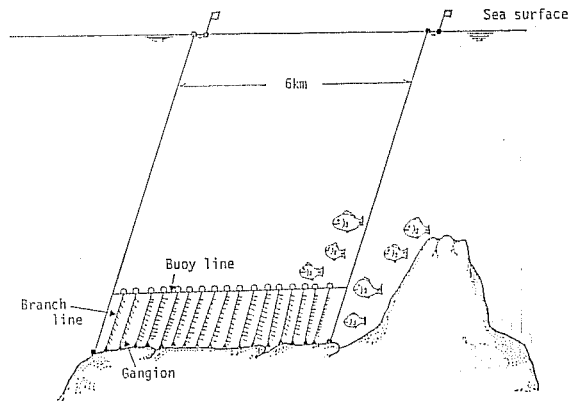 Sea surface
6km
Buoy line
Branch
line
Gangion